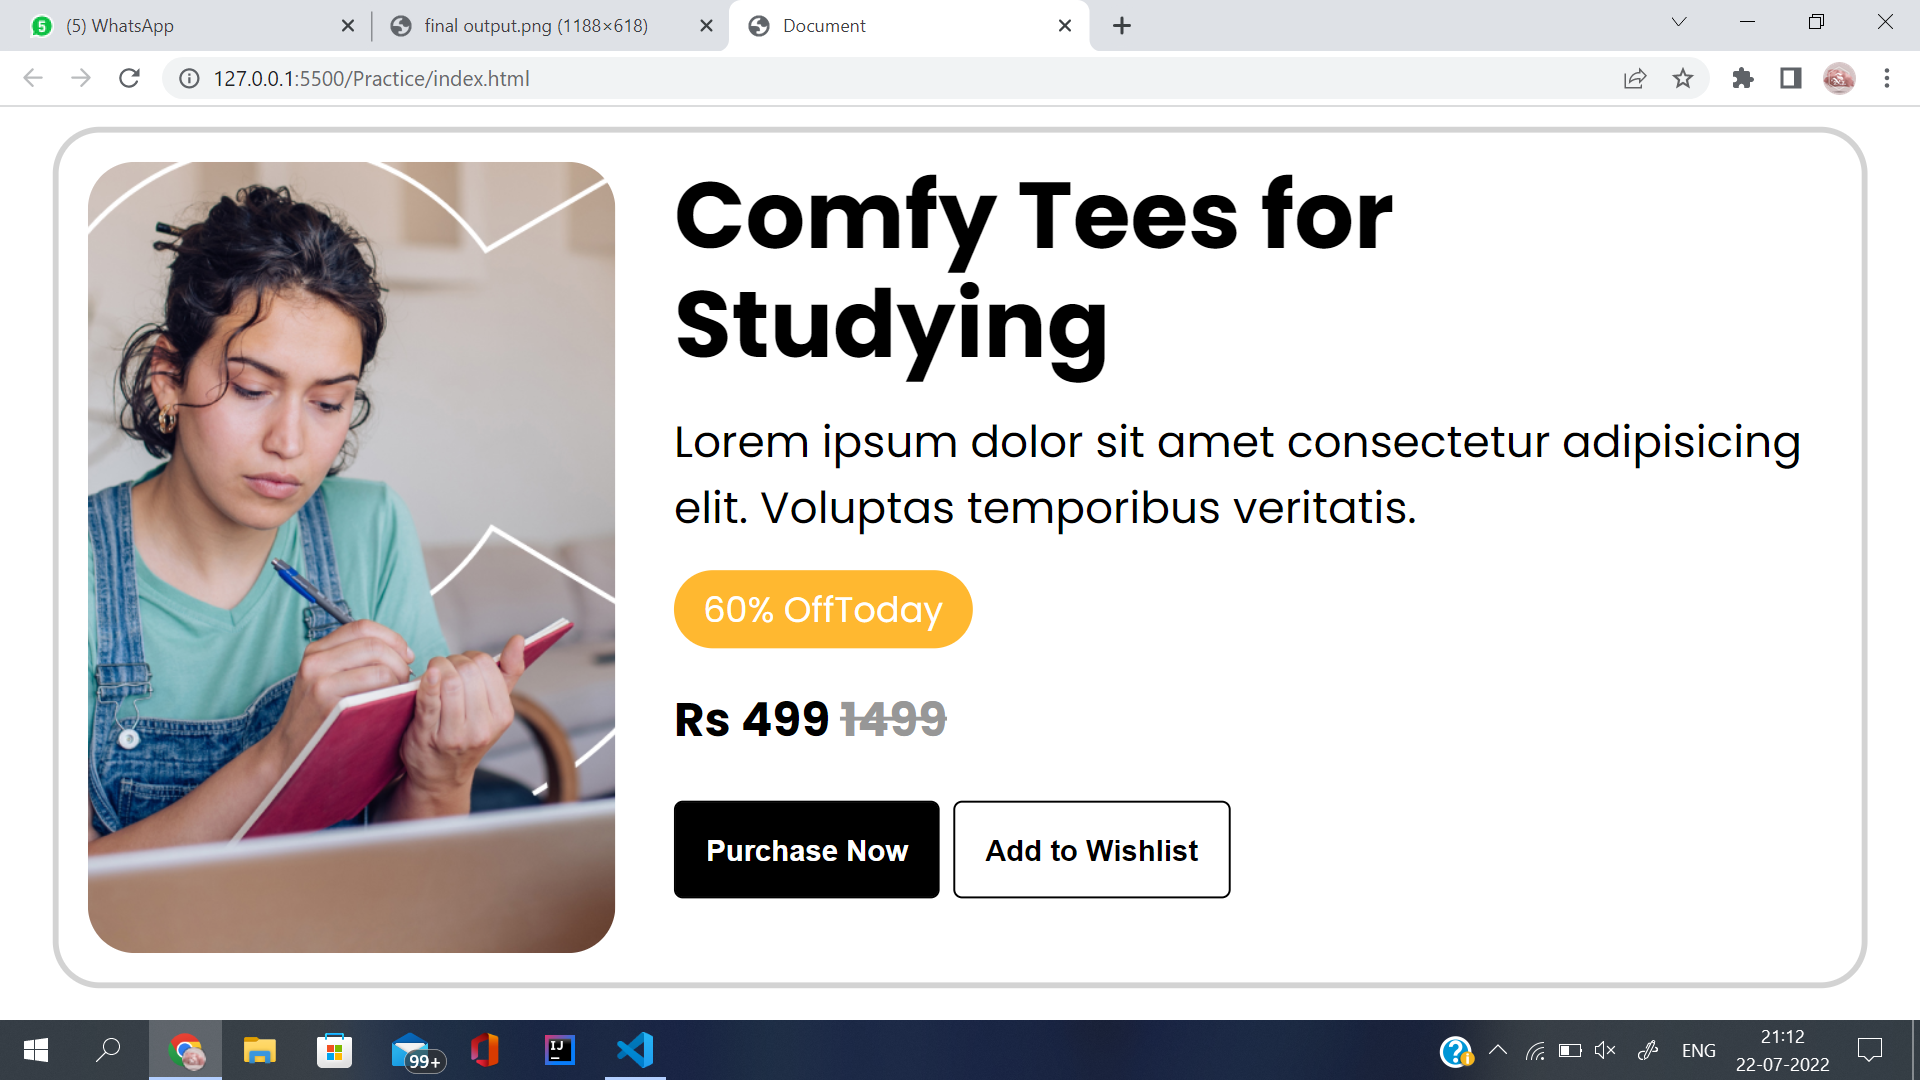 (5) WhatsApp
final output.png (1188×618)
Document
127.0.0.1:5500/Practice/index.html
Comfy Tees for
Studying
Lorem ipsum dolor sit amet consectetur adipisicing
elit. Voluptas temporibus veritatis.
60% OffToday
Rs 499 1499
Purchase Now
Add to Wishlist
5
99+
IJ
ENG
21:12
22-07-2022